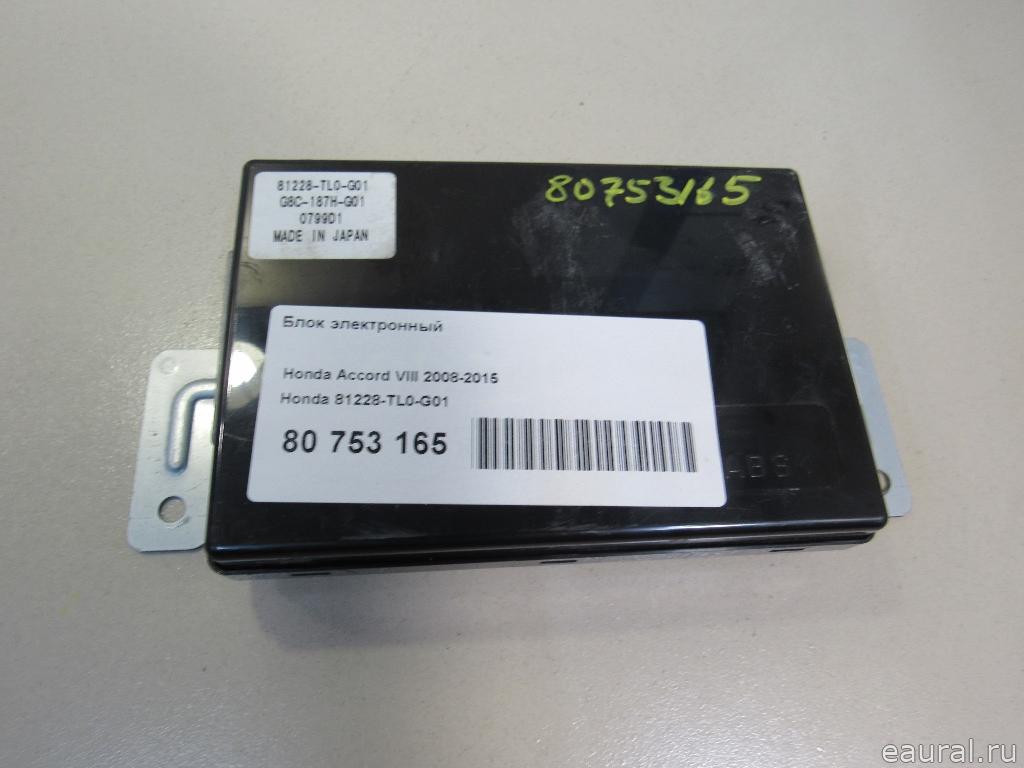 81228-TL0-G01
G8C-187H-G01
0799D1
MADE IN JAPAN
80753165
Блок электронный
Honda Accord VIII 2008-2015
Honda 81228-TL0-G01
80 753 165
ABS
eaural.ru